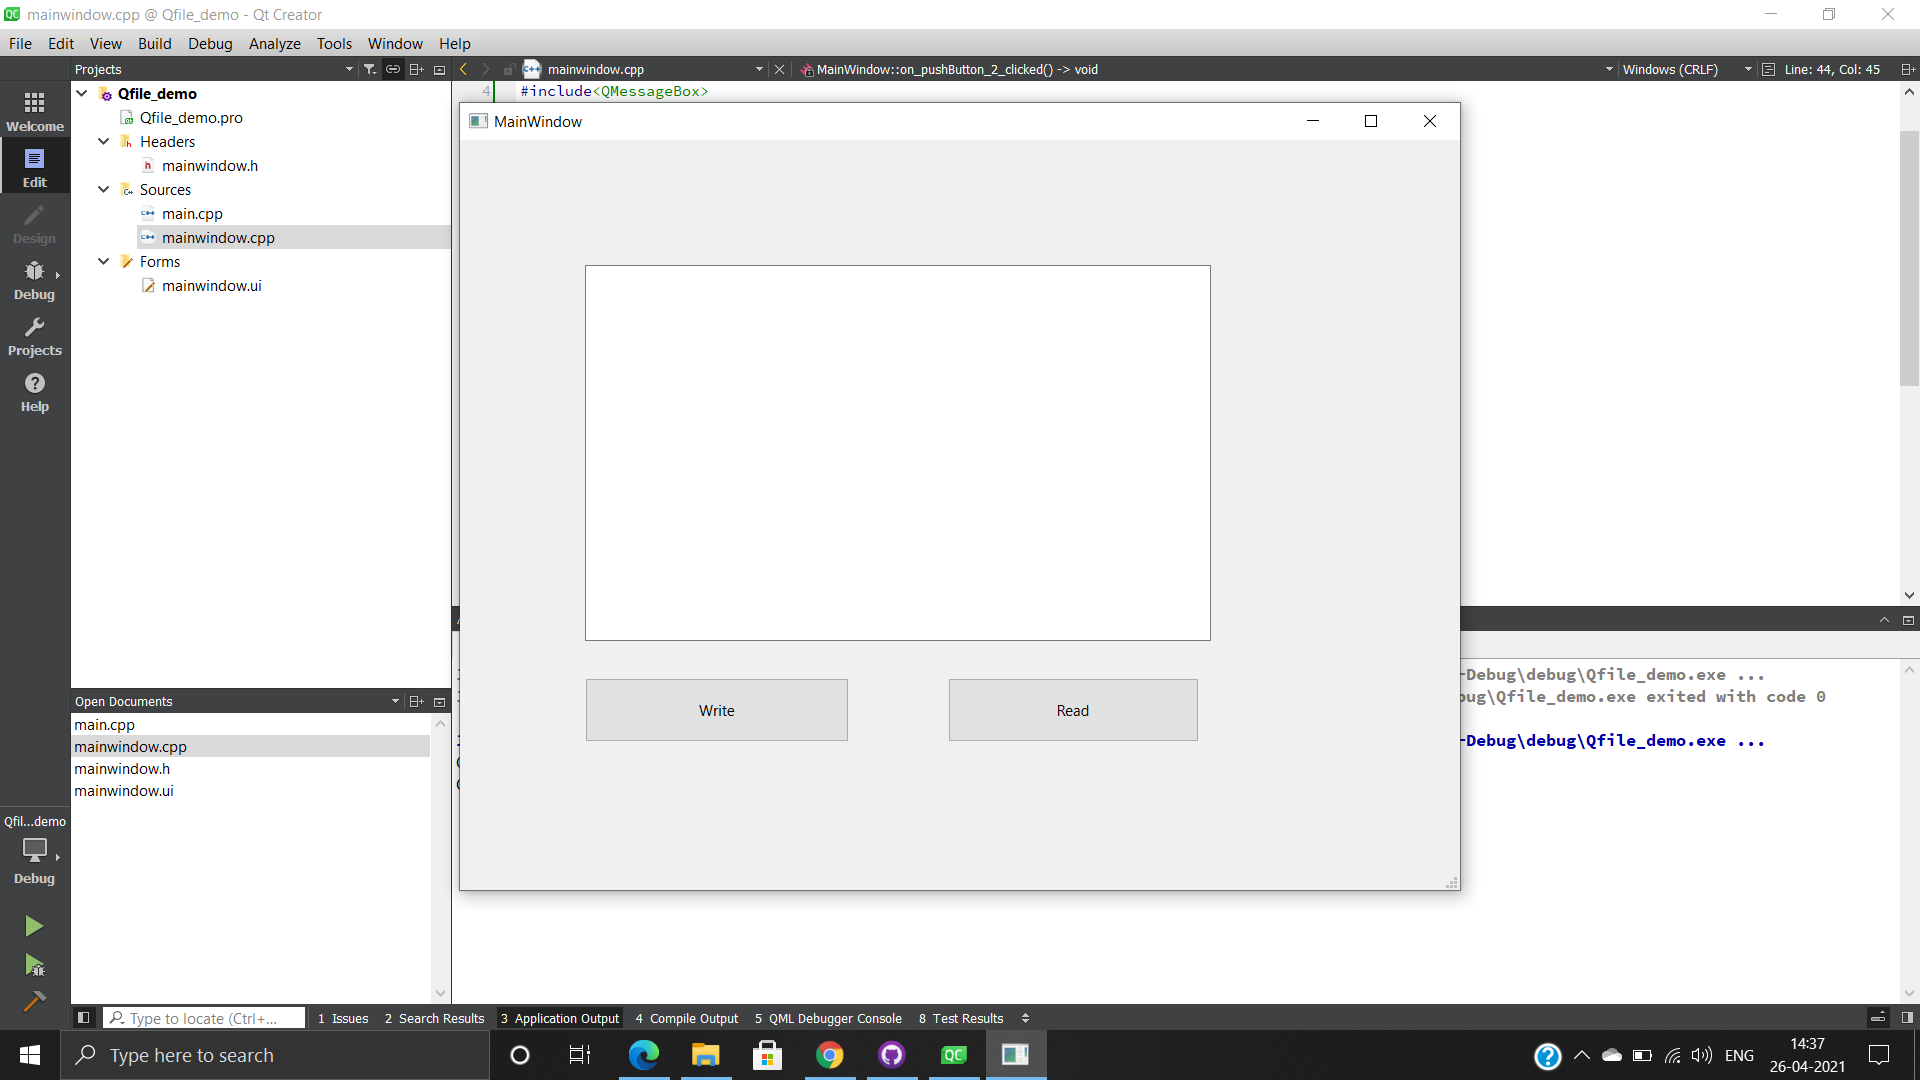 mainwindow.cpp @ Qfile_demo - Qt Creator
File Edit View Build Debug Analyze Tools Window Help
Projects
mainwindow.cpp
MainWindow::on_pushButton_2_clicked() -> void
Windows (CRLF)
Line: 44, Col: 45
Welcome
Edit
Design
Debug
Projects
Help
Qfile_demo
Qfile_demo.pro
Headers
mainwindow.h
Sources
main.cpp
mainwindow.cpp
Forms
mainwindow.ui
4 #include<QMessageBox>
MainWindow
Write
Read
-Debug\debug\Qfile_demo.exe ...
bug\Qfile_demo.exe exited with code 0
-Debug\debug\Qfile_demo.exe ...
Open Documents
main.cpp
mainwindow.cpp
mainwindow.h
mainwindow.ui
Qfil...demo
Debug
Type to locate (Ctrl+...
1 Issues
2 Search Results
3 Application Output
4 Compile Output
5 QML Debugger Console
8 Test Results
Type here to search
QC
ENG
14:37
26-04-2021